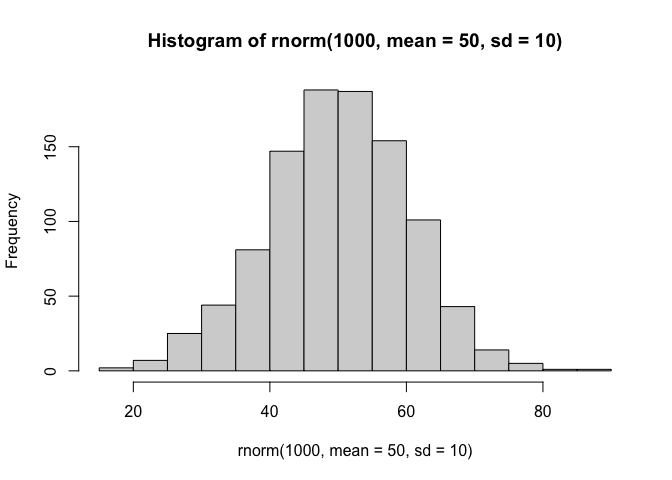 Histogram of rnorm(1000, mean = 50, sd = 10)
Frequency
150
100
50
0
20 40 60 80
rnorm(1000, mean = 50, sd = 10)